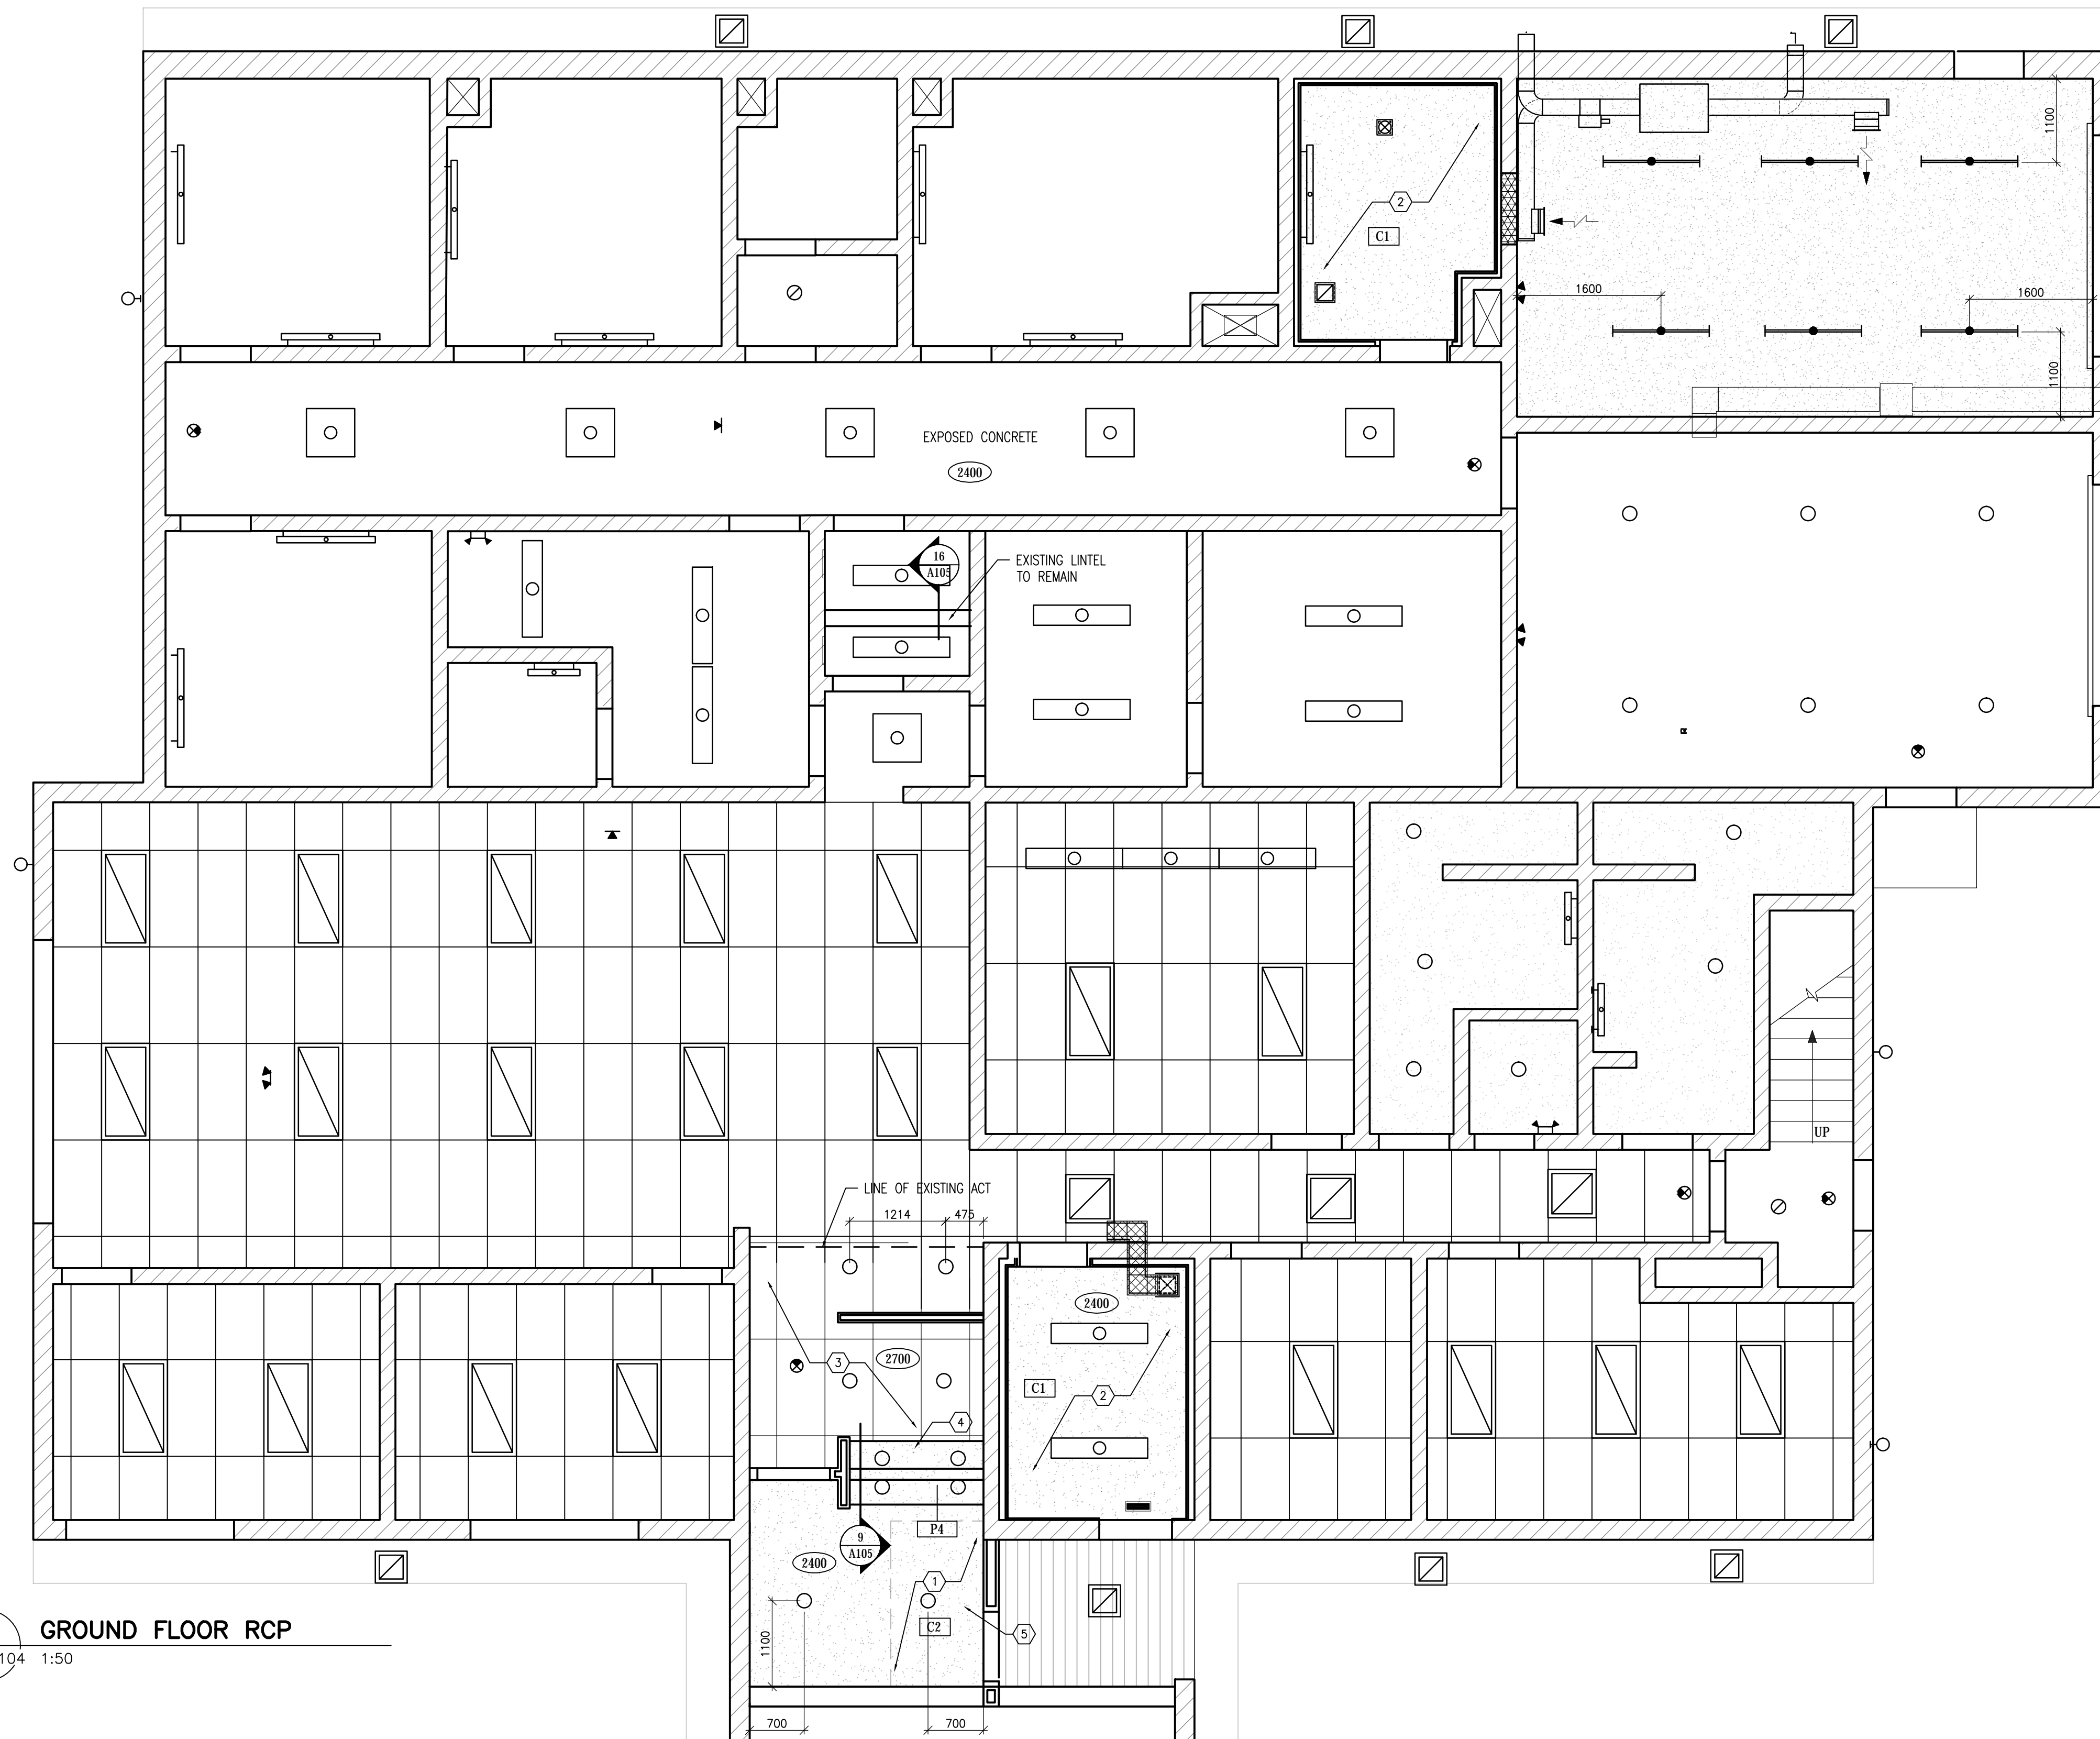 1100
2
C1
1600
1600
1100
EXPOSED CONCRETE
2400
16
A105
EXISTING LINTEL
TO REMAIN
UP
LINE OF EXISTING ACT
1214
475
2400
3
2700
C1
2
4
P4
9
A105
2400
1
C2
5
1100
GROUND FLOOR RCP
104
1:50
700
700